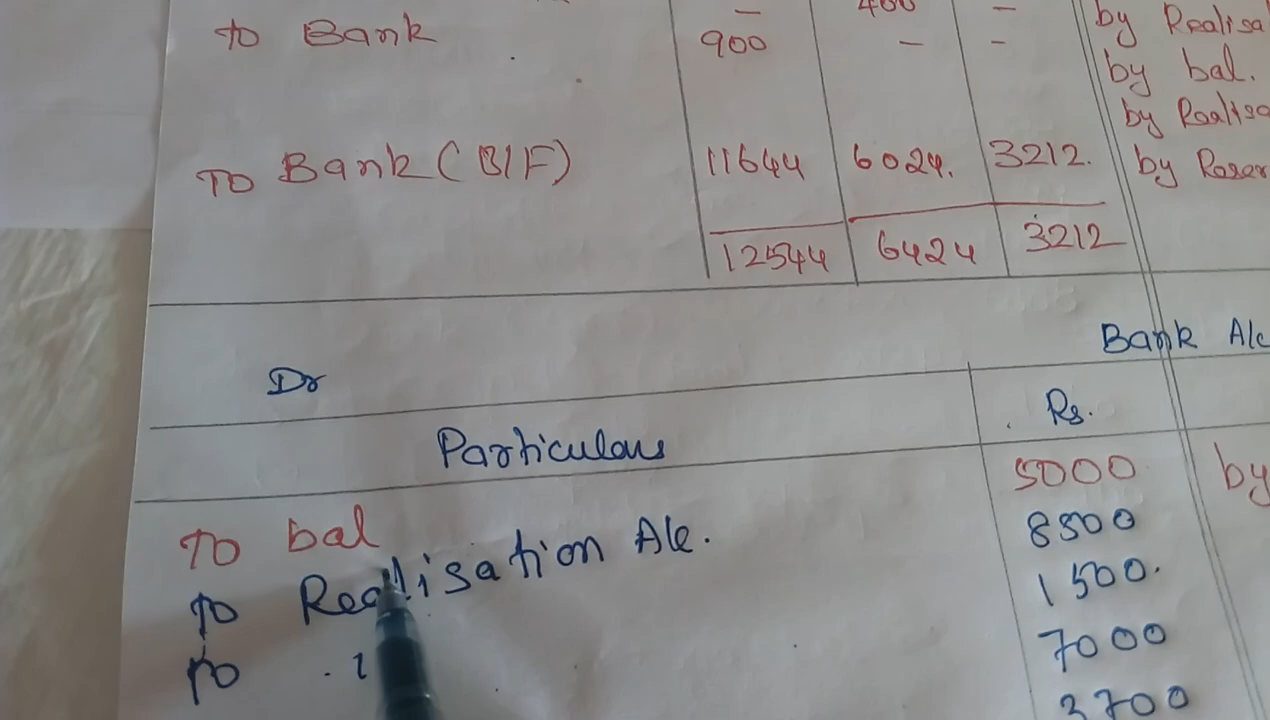 – 400 –
to Bank 900 – – by Realisa
by bal.
by Realisa
To Bank (B/F) 11644 6024. 3212. by Reser
12544 6424 3212
Bank A/c
Dr
Particulars Rs.
To bal 5000 by
To Realisation A/c. 8500
To 1500.
7000
3700